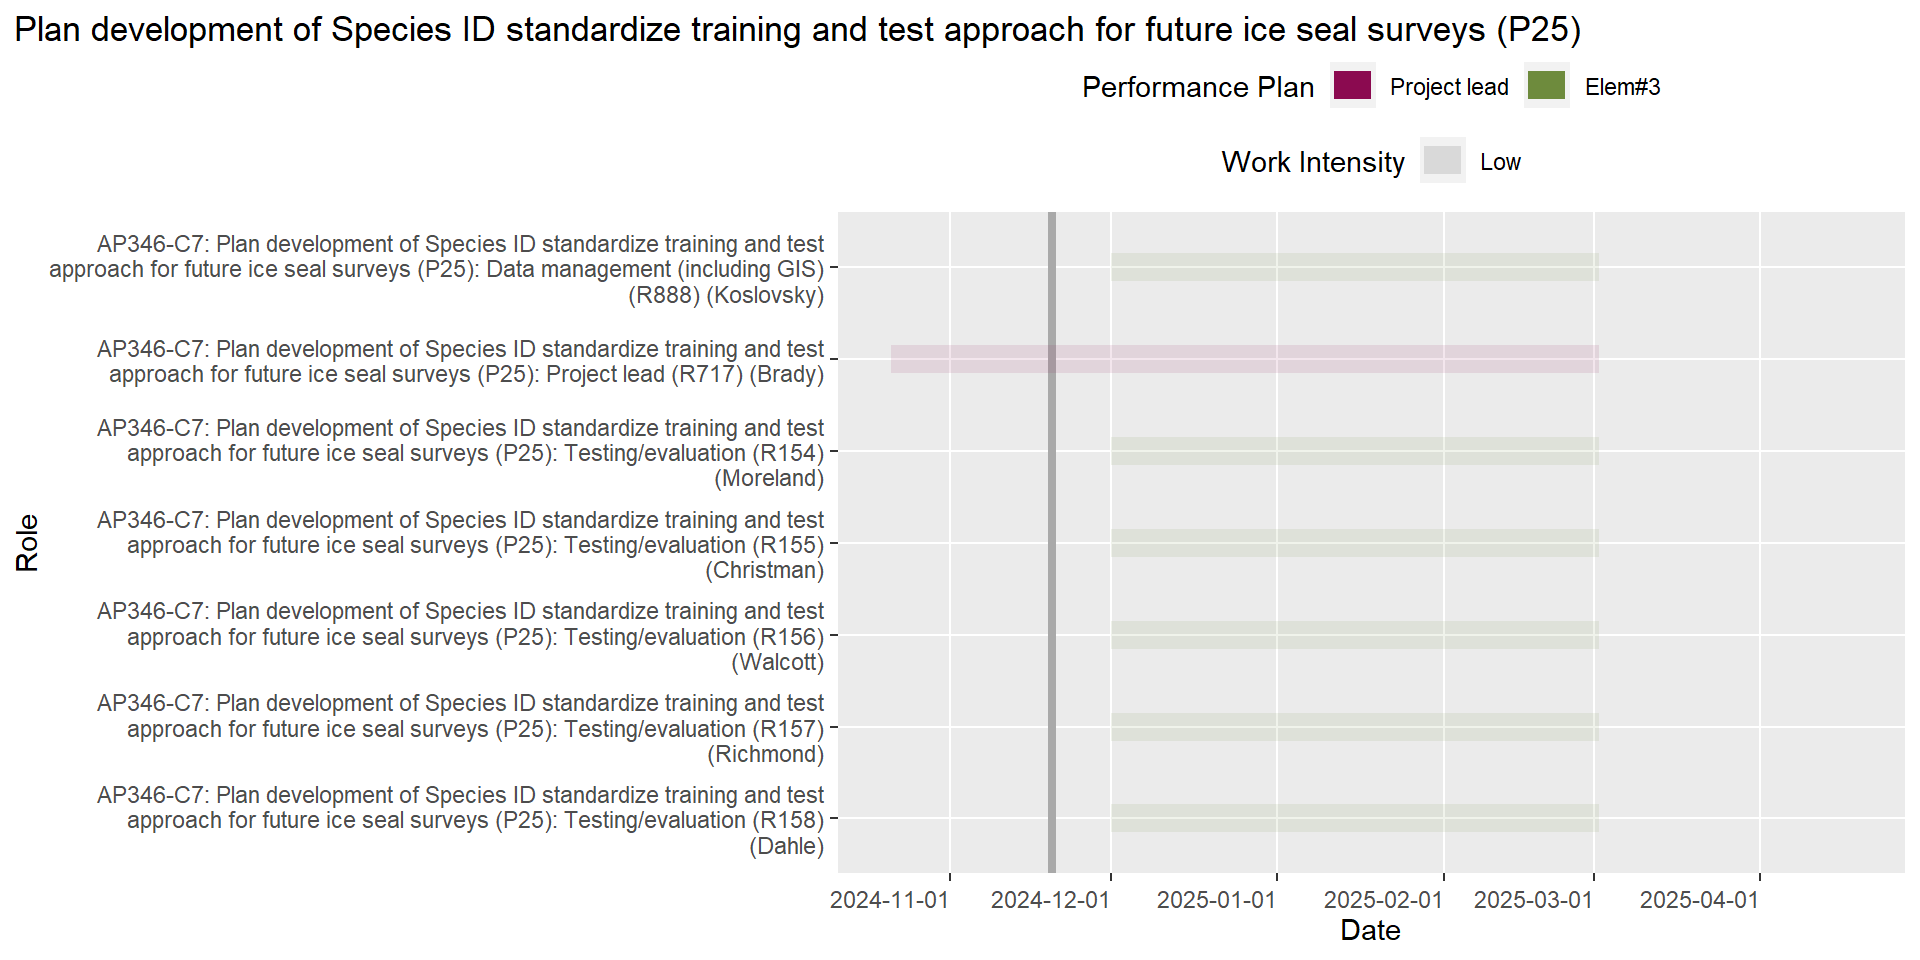 Plan development of Species ID standardize training and test approach for future ice seal surveys (P25)
Performance Plan Project lead Elem#3
Work Intensity Low
AP346-C7: Plan development of Species ID standardize training and test
approach for future ice seal surveys (P25): Data management (including GIS)
(R888) (Koslovsky)
AP346-C7: Plan development of Species ID standardize training and test
approach for future ice seal surveys (P25): Project lead (R717) (Brady)
AP346-C7: Plan development of Species ID standardize training and test
approach for future ice seal surveys (P25): Testing/evaluation (R154)
(Moreland)
AP346-C7: Plan development of Species ID standardize training and test
approach for future ice seal surveys (P25): Testing/evaluation (R155)
(Christman)
AP346-C7: Plan development of Species ID standardize training and test
approach for future ice seal surveys (P25): Testing/evaluation (R156)
(Walcott)
AP346-C7: Plan development of Species ID standardize training and test
approach for future ice seal surveys (P25): Testing/evaluation (R157)
(Richmond)
AP346-C7: Plan development of Species ID standardize training and test
approach for future ice seal surveys (P25): Testing/evaluation (R158)
(Dahle)
Role
2024-11-01 2024-12-01 2025-01-01 2025-02-01 2025-03-01 2025-04-01
Date